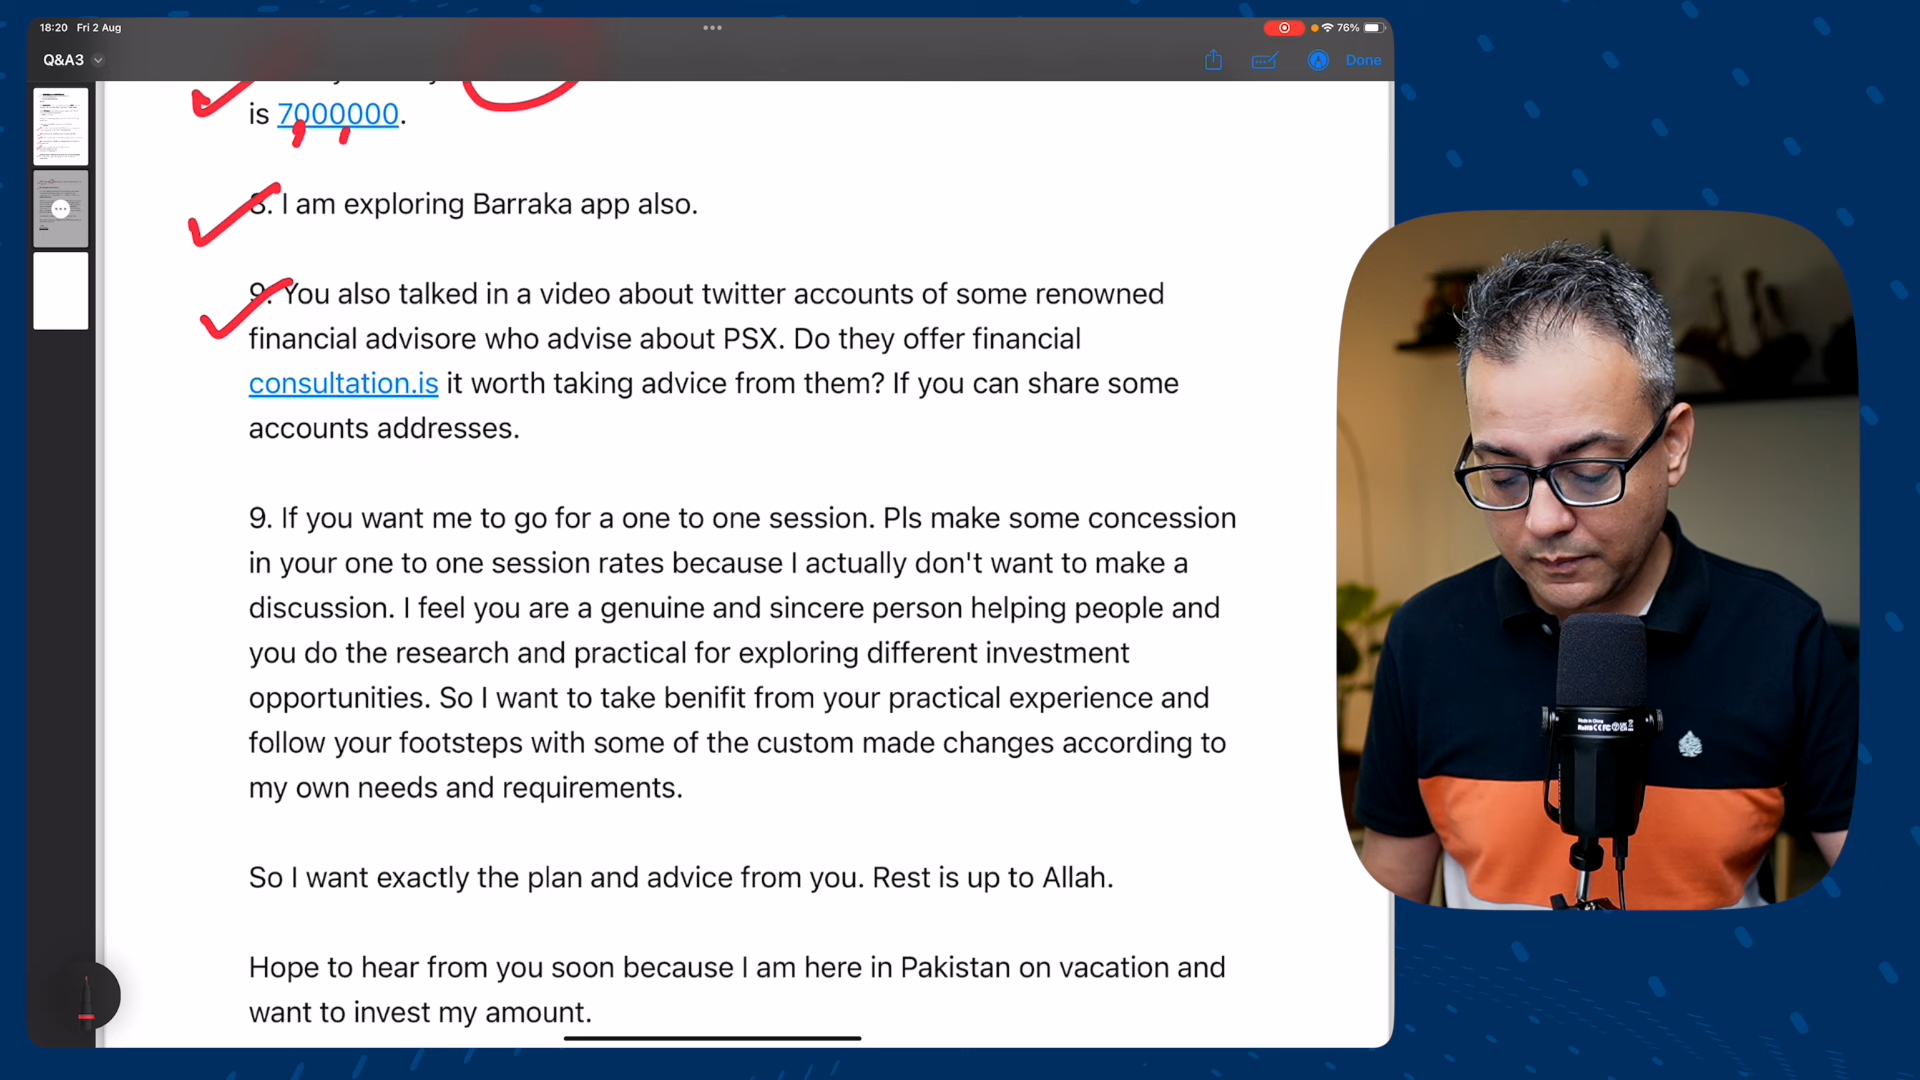 18:20 Fri 2 Aug
76%
Q&A3
Done
is 7000000.
8. I am exploring Barraka app also.
9. You also talked in a video about twitter accounts of some renowned
financial advisore who advise about PSX. Do they offer financial
consultation.is it worth taking advice from them? If you can share some
accounts addresses.
9. If you want me to go for a one to one session. Pls make some concession
in your one to one session rates because I actually don't want to make a
discussion. I feel you are a genuine and sincere person helping people and
you do the research and practical for exploring different investment
opportunities. So I want to take benifit from your practical experience and
follow your footsteps with some of the custom made changes according to
my own needs and requirements.
So I want exactly the plan and advice from you. Rest is up to Allah.
Hope to hear from you soon because I am here in Pakistan on vacation and
want to invest my amount.